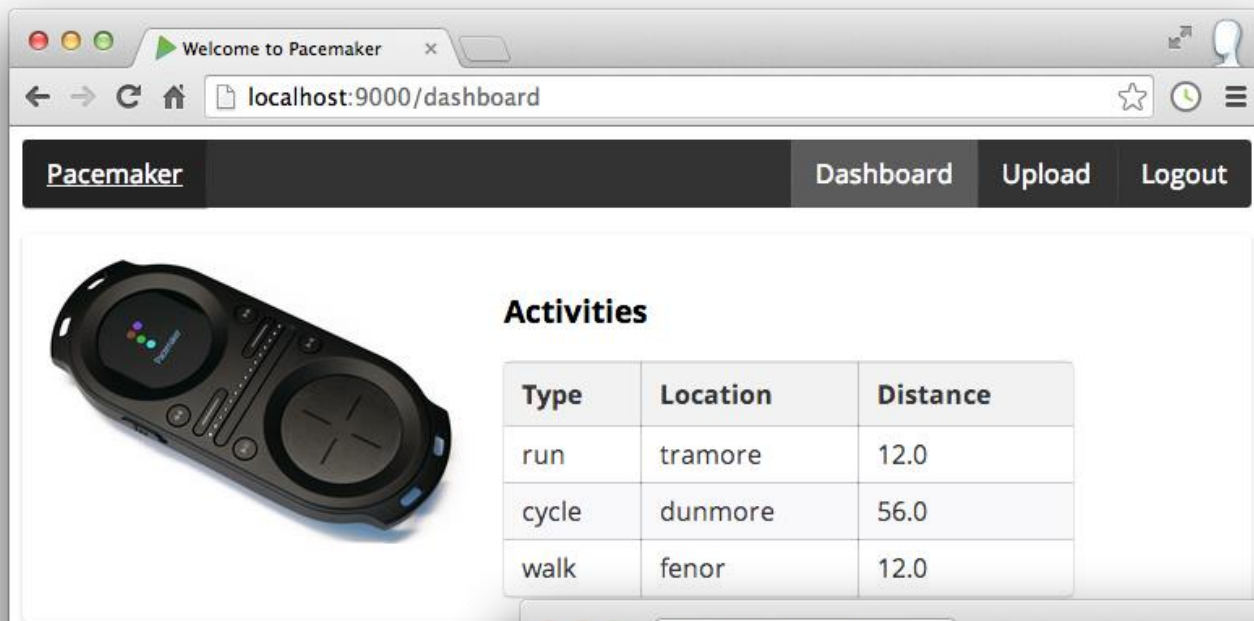 Welcome to Pacemaker
localhost:9000/dashboard
Pacemaker Dashboard Upload Logout
Pacemaker
Activities
Type Location Distance
run tramore 12.0
cycle dunmore 56.0
walk fenor 12.0